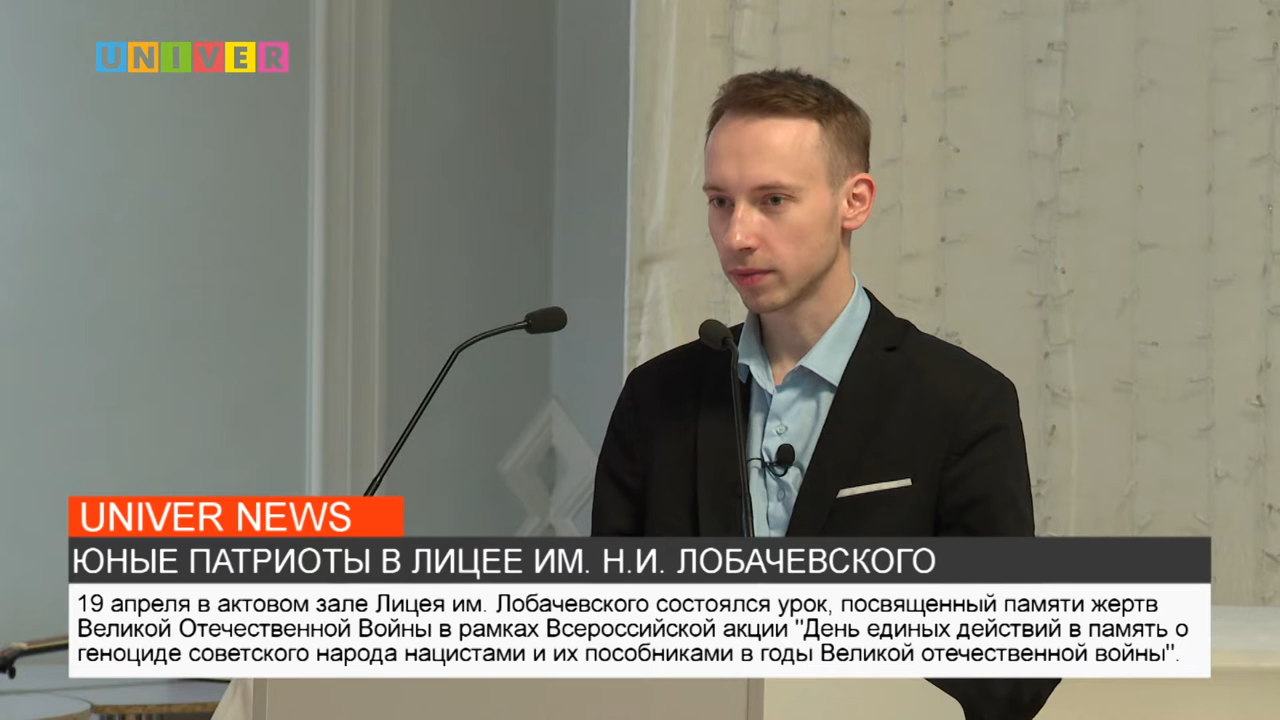 UNIVER
UNIVER NEWS
ЮНЫЕ ПАТРИОТЫ В ЛИЦЕЕ ИМ. Н.И. ЛОБАЧЕВСКОГО
19 апреля в актовом зале Лицея им. Лобачевского состоялся урок, посвященный памяти жертв
Великой Отечественной Войны в рамках Всероссийской акции "День единых действий в память о
геноциде советского народа нацистами и их пособниками в годы Великой отечественной войны".